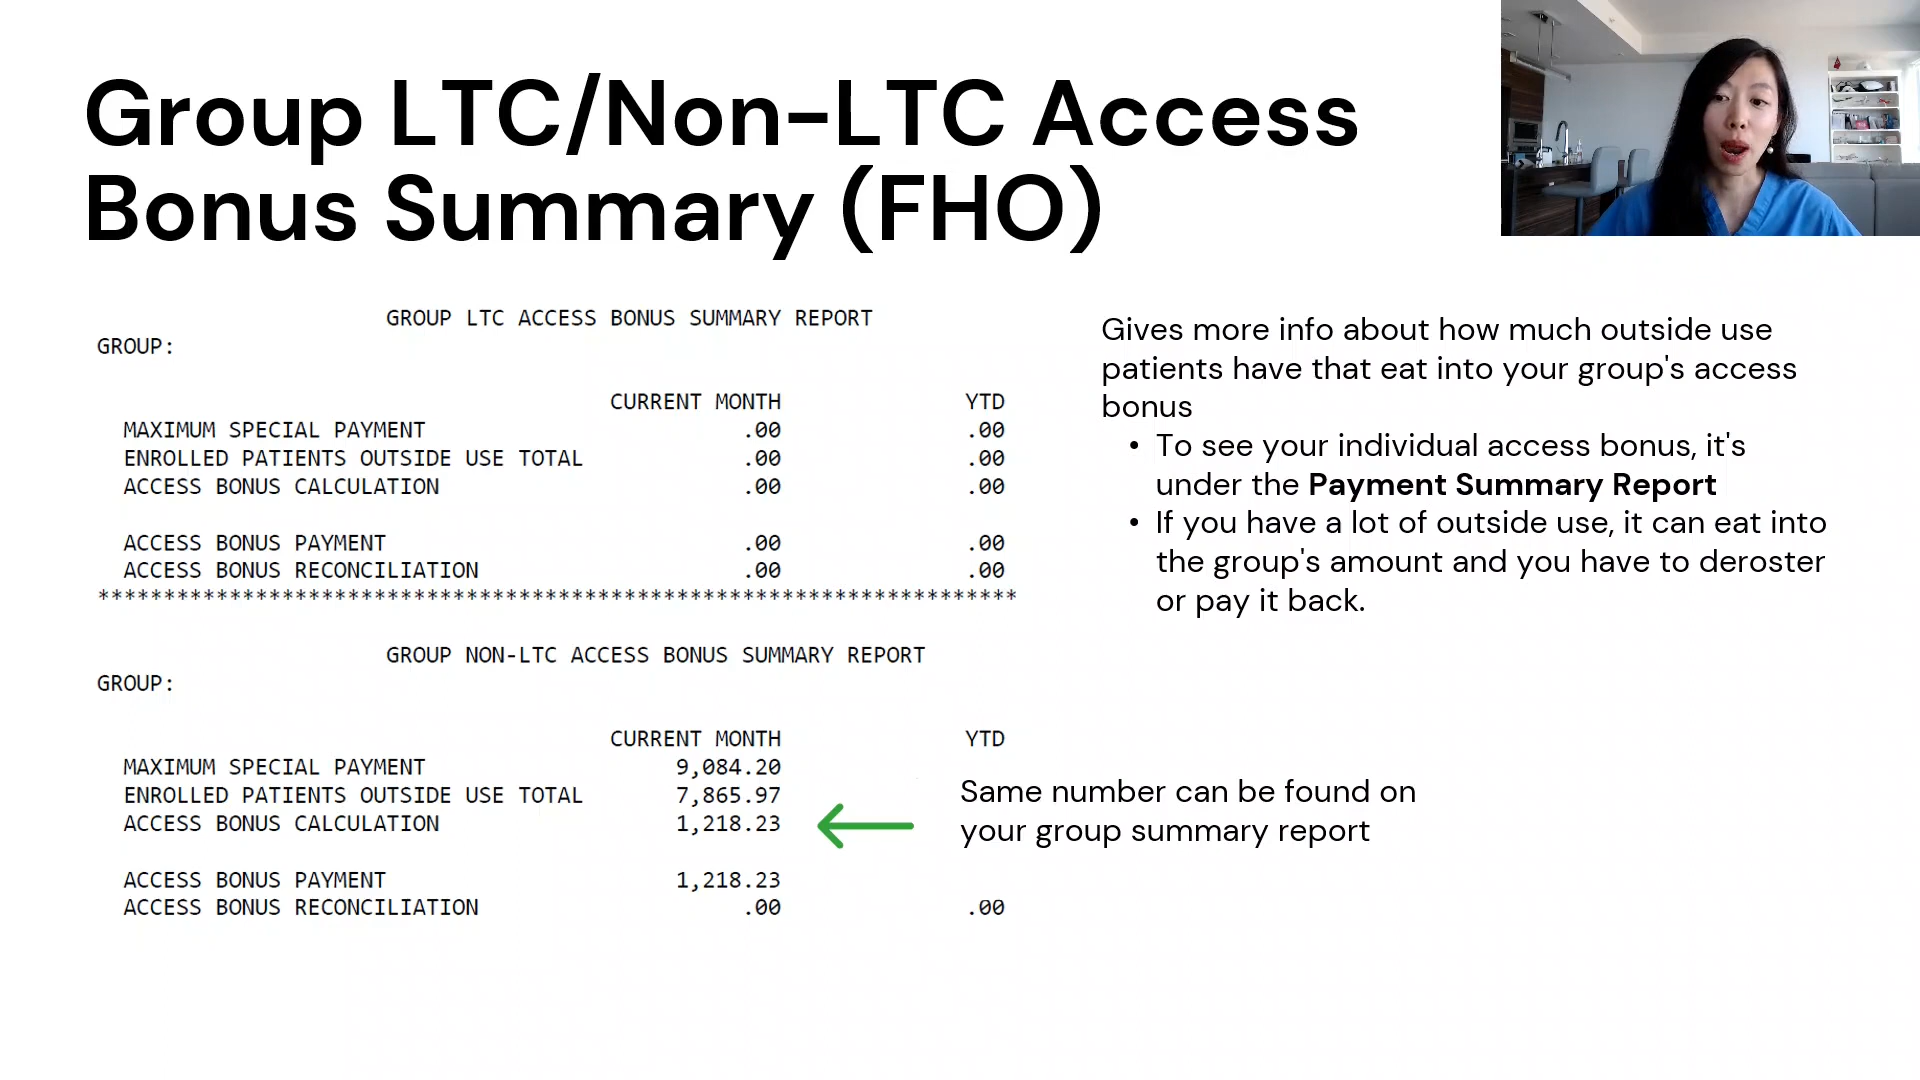 Group LTC/Non-LTC Access
Bonus Summary (FHO)
GROUP LTC ACCESS BONUS SUMMARY REPORT
GROUP:
CURRENT MONTH YTD
MAXIMUM SPECIAL PAYMENT .00 .00
ENROLLED PATIENTS OUTSIDE USE TOTAL .00 .00
ACCESS BONUS CALCULATION .00 .00
ACCESS BONUS PAYMENT .00 .00
ACCESS BONUS RECONCILIATION .00 .00
**********************************************************************
GROUP NON-LTC ACCESS BONUS SUMMARY REPORT
GROUP:
CURRENT MONTH YTD
MAXIMUM SPECIAL PAYMENT 9,084.20
ENROLLED PATIENTS OUTSIDE USE TOTAL 7,865.97
ACCESS BONUS CALCULATION 1,218.23
ACCESS BONUS PAYMENT 1,218.23
ACCESS BONUS RECONCILIATION .00 .00
Gives more info about how much outside use
patients have that eat into your group's access
bonus
• To see your individual access bonus, it's
under the Payment Summary Report
• If you have a lot of outside use, it can eat into
the group's amount and you have to deroster
or pay it back.
Same number can be found on
your group summary report